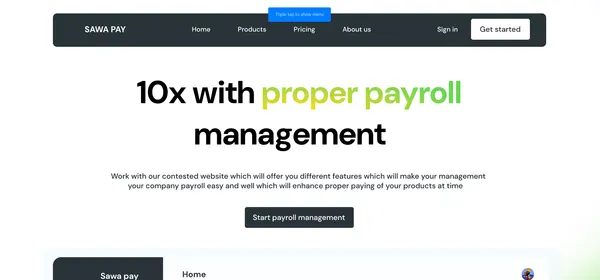 Triple tap to show menu
SAWA PAY Home Products Pricing About us Sign in Get started
10x with proper payroll
management
Work with our contested website which will offer you different features which will make your management
your company payroll easy and well which will enhance proper paying of your products at time
Start payroll management
Sawa pay Home